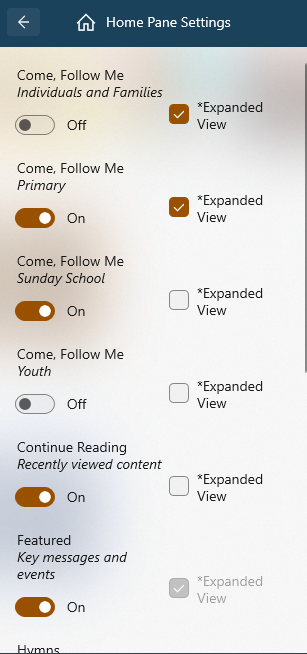 Home Pane Settings
Come, Follow Me
Individuals and Families
Off
*Expanded
View
Come, Follow Me
Primary
On
*Expanded
View
Come, Follow Me
Sunday School
On
*Expanded
View
Come, Follow Me
Youth
Off
*Expanded
View
Continue Reading
Recently viewed content
On
*Expanded
View
Featured
Key messages and
events
On
*Expanded
View
Hymns